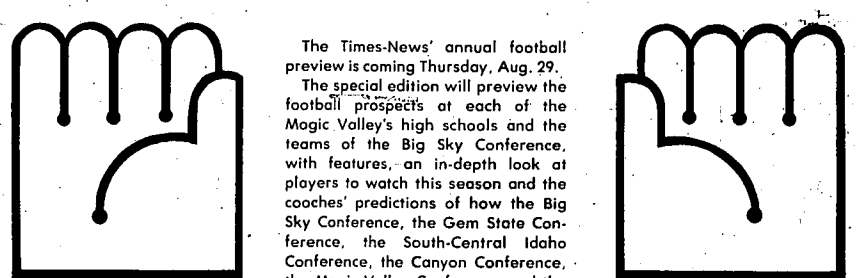 The Times-News' annual football
preview is coming Thursday, Aug. 29.
The special edition will preview the
football prospects at each of the
Mogic Valley's high schools and the
teams of the Big Sky Conference,
with features, an in-depth look at
players to watch this season and the
cooches' predictions of how the Big
Sky Conference, the Gem State Con-
ference, the South-Central Idaho
Conference, the Canyon Conference,